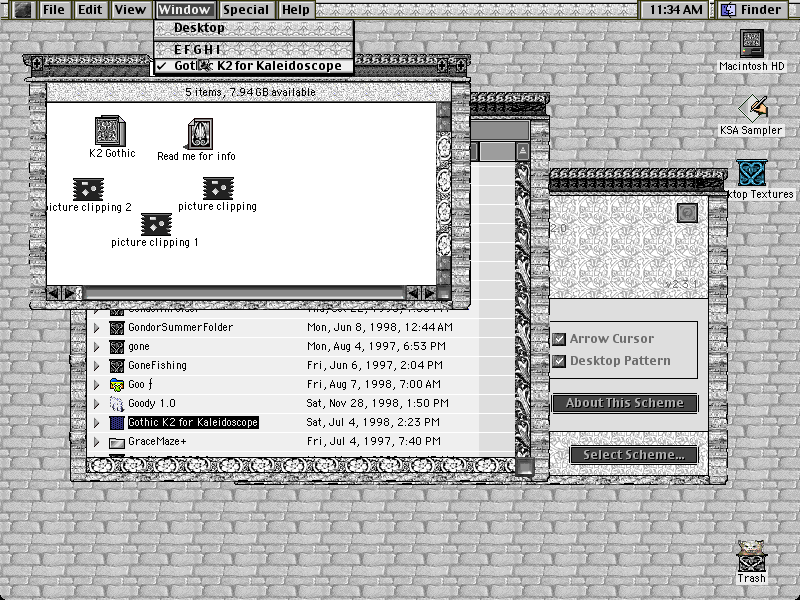 File Edit View Window Special Help 11:34 AM Finder
Desktop
E F G H I
✓ Goth K2 for Kaleidoscope
5 items, 7.94 GB available
Macintosh HD
K2 Gothic
Read me for info
KSA Sampler
picture clipping 2
picture clipping
picture clipping 1
ktop Textures
2.0
v2.3.1
GondorSummerFolder Mon, Jun 8, 1998, 12:44 AM
gone Mon, Aug 4, 1997, 6:53 PM
GoneFishing Fri, Jun 6, 1997, 2:04 PM
Goo ƒ Fri, Aug 7, 1998, 7:00 AM
Goody 1.0 Sat, Nov 28, 1998, 1:50 PM
Gothic K2 for Kaleidoscope Sat, Jul 4, 1998, 2:23 PM
GraceMaze+ Fri, Jul 4, 1997, 7:40 PM
Arrow Cursor
Desktop Pattern
About This Scheme
Select Scheme...
Trash